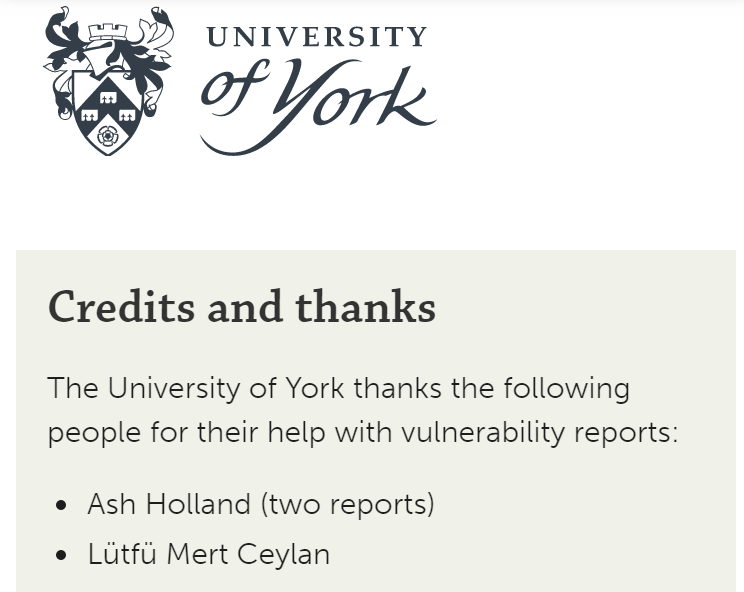 UNIVERSITY
of York
Credits and thanks
The University of York thanks the following
people for their help with vulnerability reports:
• Ash Holland (two reports)
• Lütfü Mert Ceylan